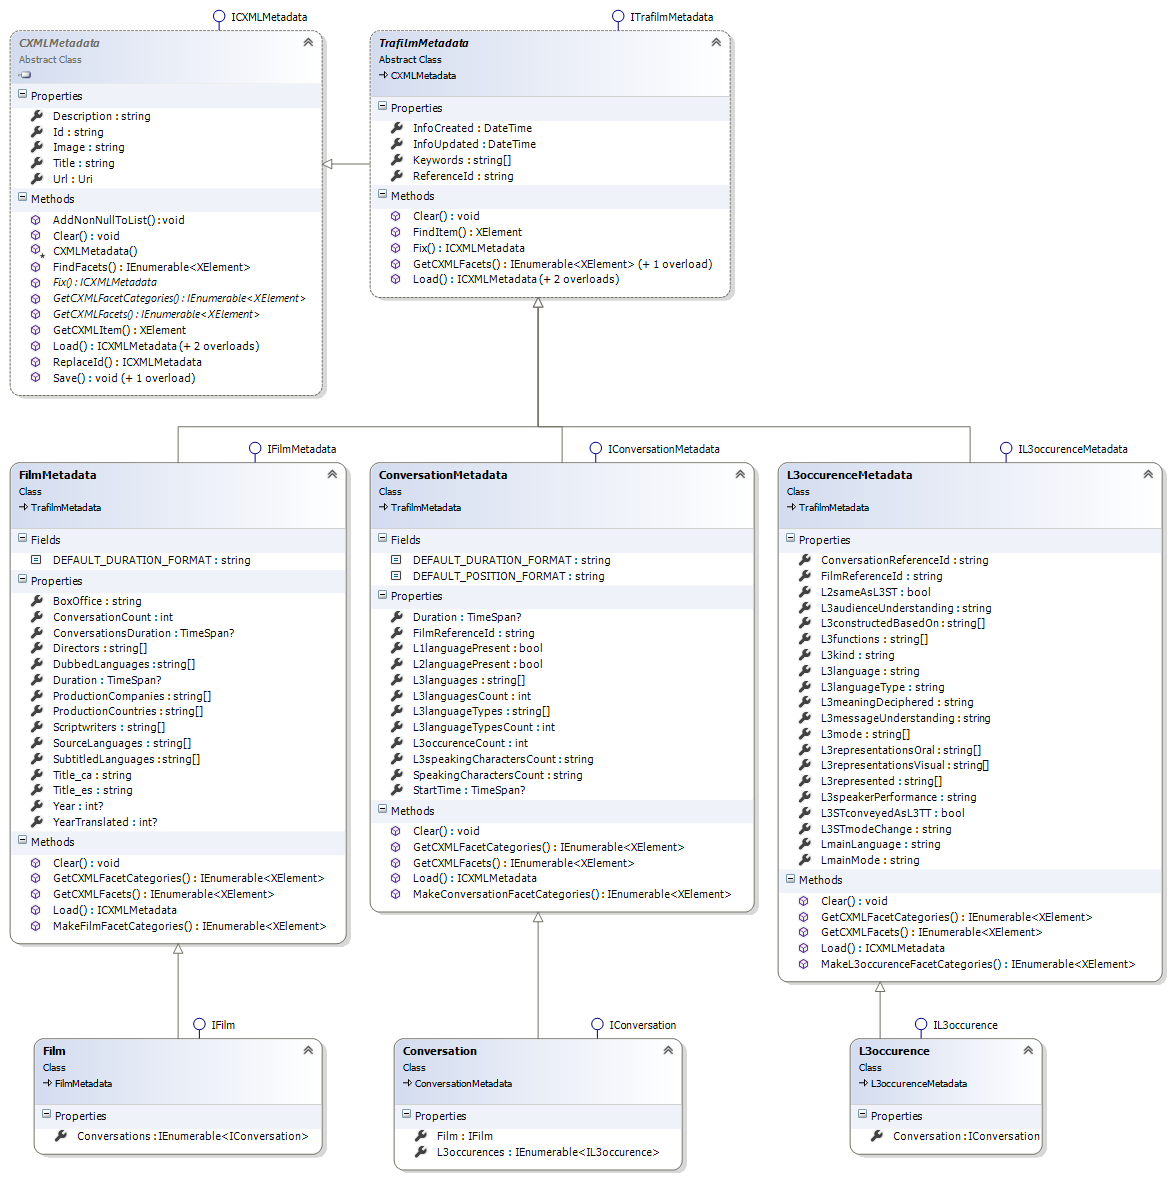 ICXMLMetadata
CXMLMetadata
Abstract Class
Properties
Description : string
Id : string
Image : string
Title : string
Url : Uri
Methods
AddNonNullToList() : void
Clear() : void
CXMLMetadata()
FindFacets() : IEnumerable<XElement>
Fix() : ICXMLMetadata
GetCXMLFacetCategories() : IEnumerable<XElement>
GetCXMLFacets() : IEnumerable<XElement>
GetCXMLItem() : XElement
Load() : ICXMLMetadata (+ 2 overloads)
ReplaceId() : ICXMLMetadata
Save() : void (+ 1 overload)
ITrafilmMetadata
TrafilmMetadata
Abstract Class
CXMLMetadata
Properties
InfoCreated : DateTime
InfoUpdated : DateTime
Keywords : string[]
ReferenceId : string
Methods
Clear() : void
FindItem() : XElement
Fix() : ICXMLMetadata
GetCXMLFacets() : IEnumerable<XElement> (+ 1 overload)
Load() : ICXMLMetadata (+ 2 overloads)
IFilmMetadata
FilmMetadata
Class
TrafilmMetadata
Fields
DEFAULT_DURATION_FORMAT : string
Properties
BoxOffice : string
ConversationCount : int
ConversationsDuration : TimeSpan?
Directors : string[]
DubbedLanguages : string[]
Duration : TimeSpan?
ProductionCompanies : string[]
ProductionCountries : string[]
Scriptwriters : string[]
SourceLanguages : string[]
SubtitledLanguages : string[]
Title_ca : string
Title_es : string
Year : int?
YearTranslated : int?
Methods
Clear() : void
GetCXMLFacetCategories() : IEnumerable<XElement>
GetCXMLFacets() : IEnumerable<XElement>
Load() : ICXMLMetadata
MakeFilmFacetCategories() : IEnumerable<XElement>
IConversationMetadata
ConversationMetadata
Class
TrafilmMetadata
Fields
DEFAULT_DURATION_FORMAT : string
DEFAULT_POSITION_FORMAT : string
Properties
Duration : TimeSpan?
FilmReferenceId : string
L1languagePresent : bool
L2languagePresent : bool
L3languages : string[]
L3languagesCount : int
L3languageTypes : string[]
L3languageTypesCount : int
L3occurenceCount : int
L3speakingCharactersCount : string
SpeakingCharactersCount : string
StartTime : TimeSpan?
Methods
Clear() : void
GetCXMLFacetCategories() : IEnumerable<XElement>
GetCXMLFacets() : IEnumerable<XElement>
Load() : ICXMLMetadata
MakeConversationFacetCategories() : IEnumerable<XElement>
IL3occurenceMetadata
L3occurenceMetadata
Class
TrafilmMetadata
Properties
ConversationReferenceId : string
FilmReferenceId : string
L2sameAsL3ST : bool
L3audienceUnderstanding : string
L3constructedBasedOn : string[]
L3functions : string[]
L3kind : string
L3language : string
L3languageType : string
L3meaningDeciphered : string
L3messageUnderstanding : string
L3mode : string[]
L3representationsOral : string[]
L3representationsVisual : string[]
L3represented : string[]
L3speakerPerformance : string
L3STconveyedAsL3TT : bool
L3STmodeChange : string
LmainLanguage : string
LmainMode : string
Methods
Clear() : void
GetCXMLFacetCategories() : IEnumerable<XElement>
GetCXMLFacets() : IEnumerable<XElement>
Load() : ICXMLMetadata
MakeL3occurenceFacetCategories() : IEnumerable<XElement>
IFilm
Film
Class
FilmMetadata
Properties
Conversations : IEnumerable<IConversation>
IConversation
Conversation
Class
ConversationMetadata
Properties
Film : IFilm
L3occurences : IEnumerable<IL3occurence>
IL3occurence
L3occurence
Class
L3occurenceMetadata
Properties
Conversation : IConversation